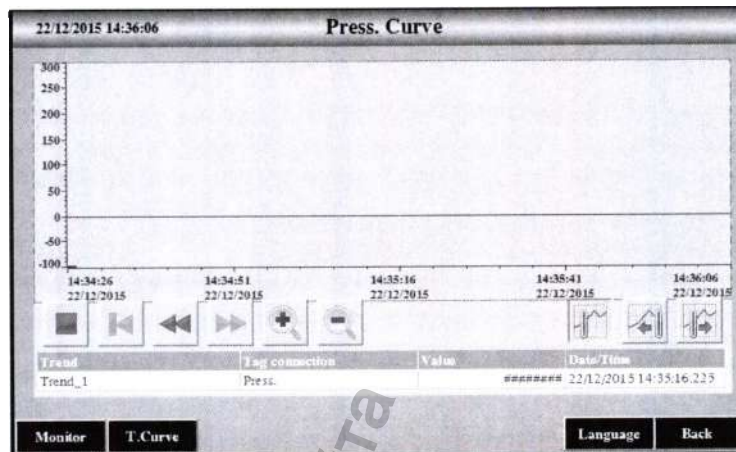 22/12/2015 14:36:06 Press. Curve
300
250
200
150
100
50
0
-50
-100
14:34:26 14:34:51 14:35:16 14:35:41 14:36:06
22/12/2015 22/12/2015 22/12/2015 22/12/2015 22/12/2015
Trend Tag connection Value Date/Time
Trend_1 Press. ######## 22/12/2015 14:35:16.225
Monitor T.Curve Language Back